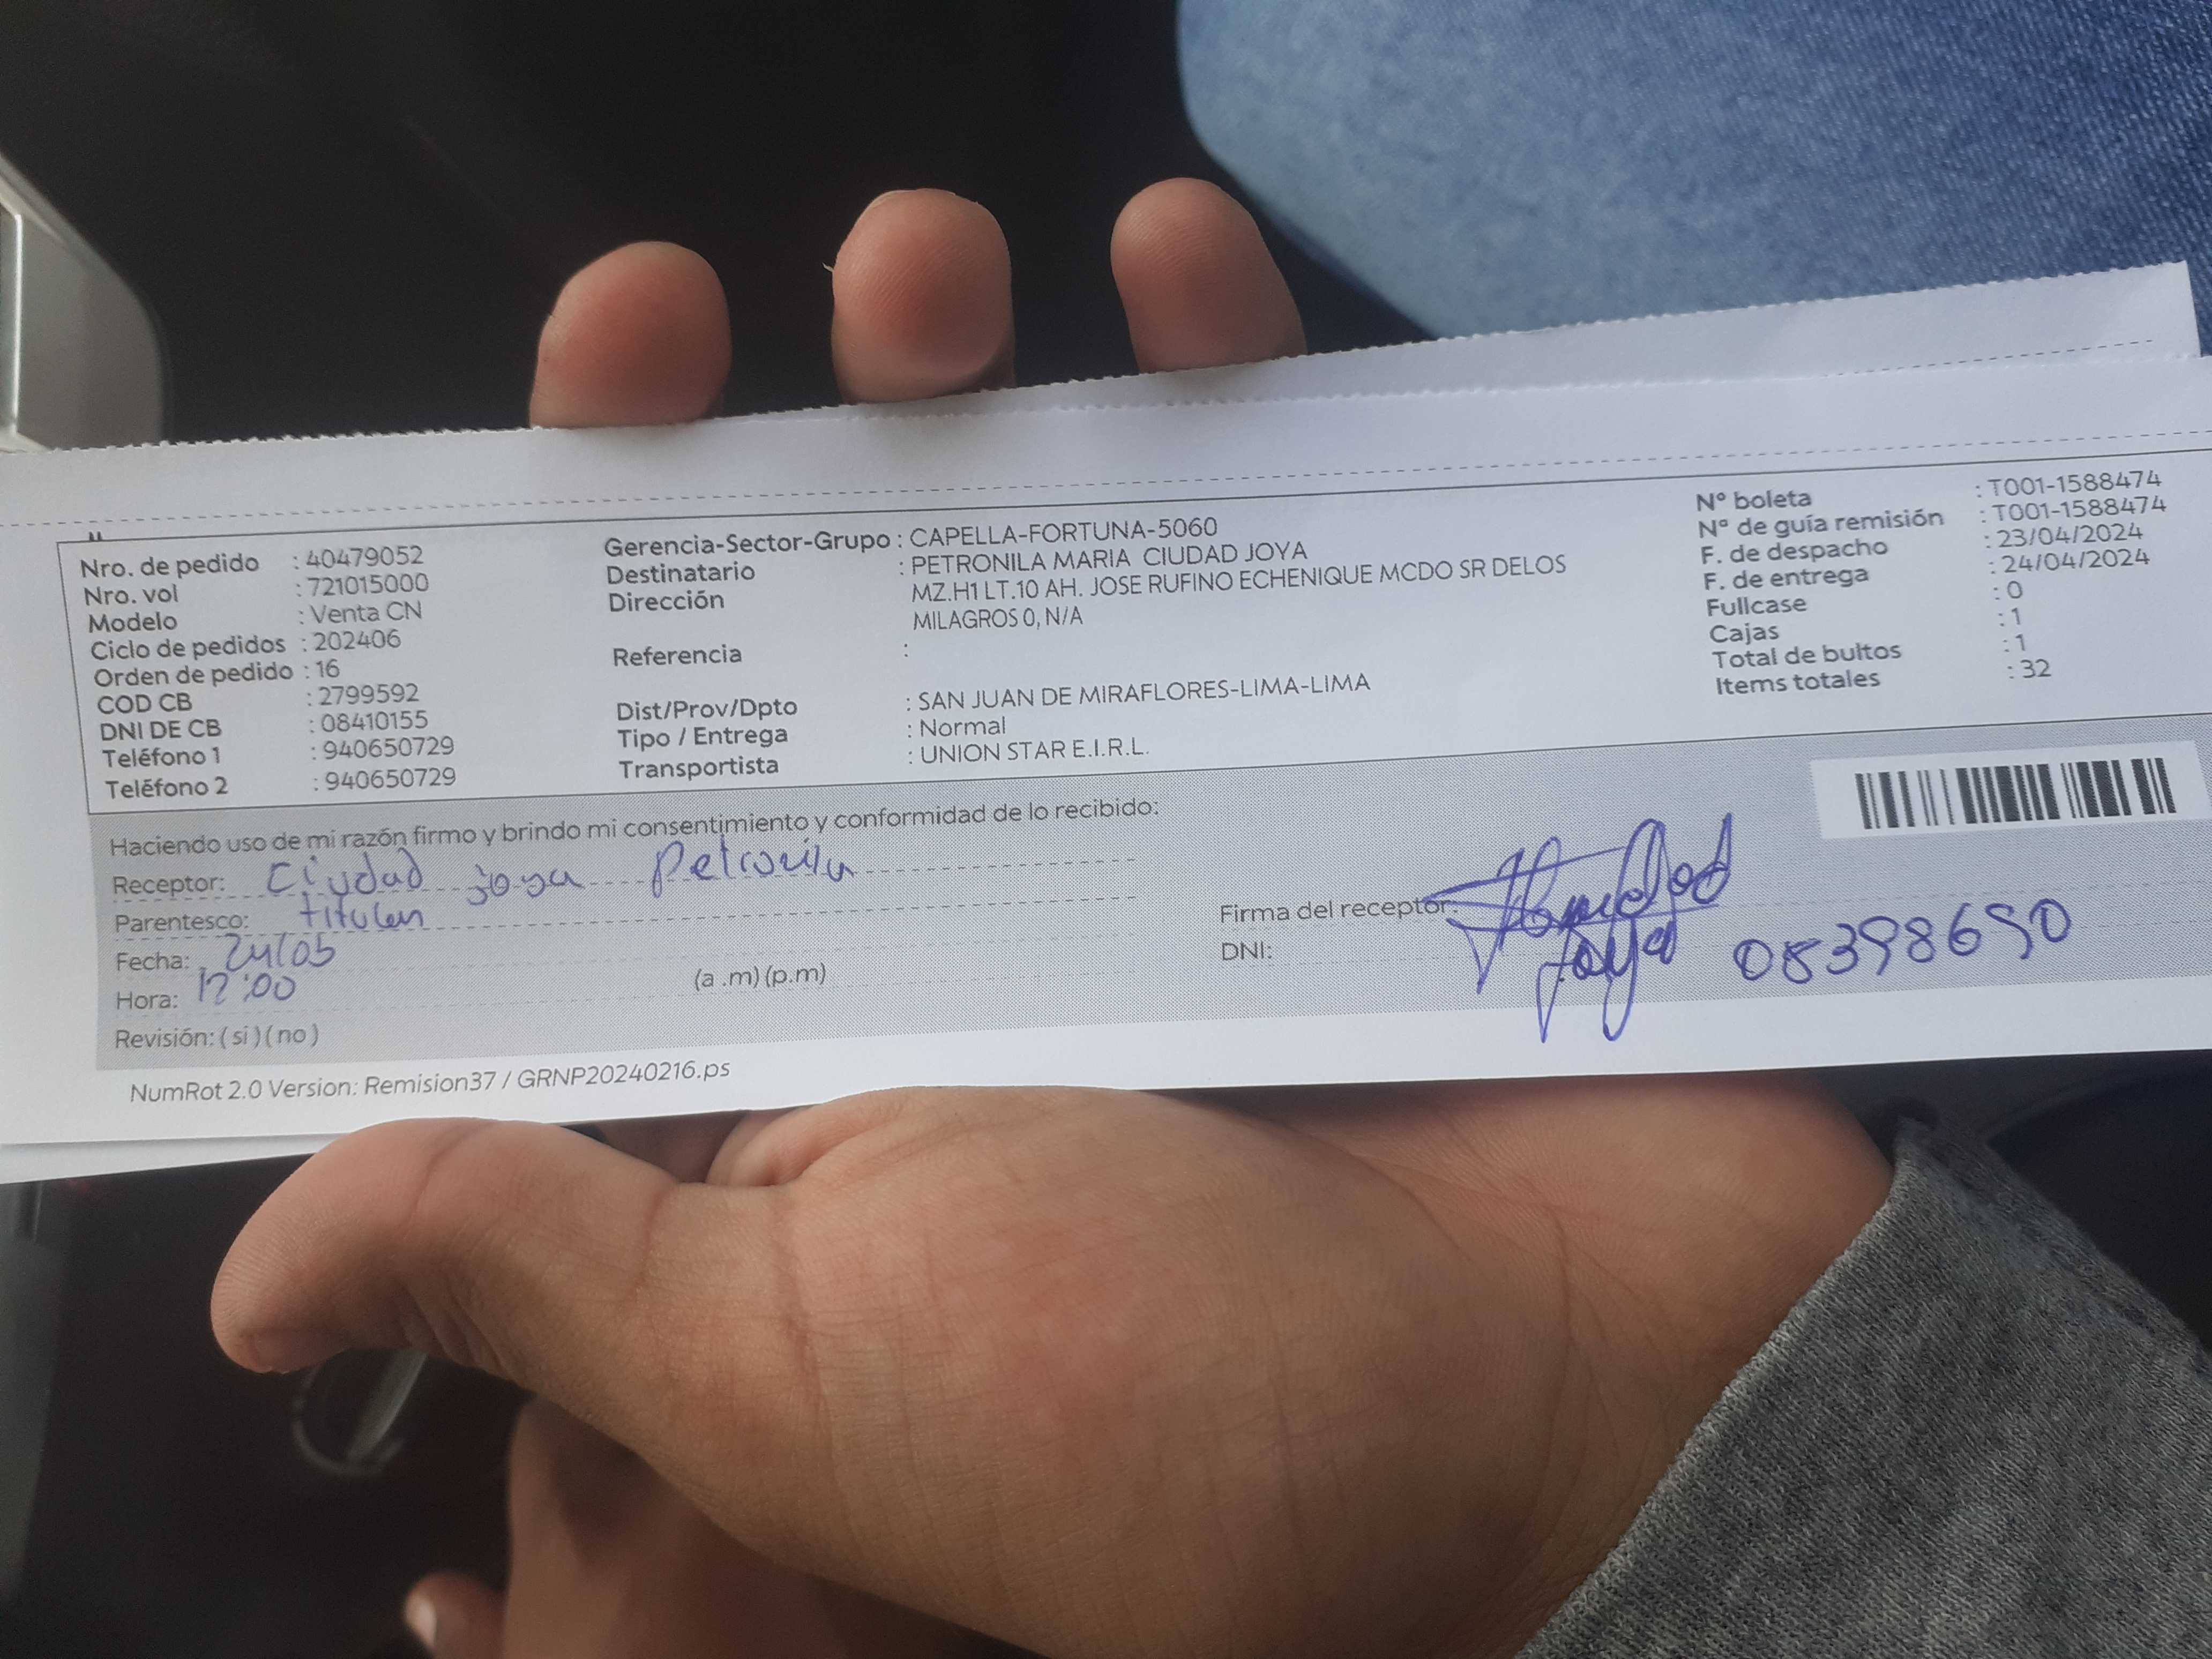 Nro. de pedido : 40479052
Nro. vol : 721015000
Modelo : Venta CN
Ciclo de pedidos : 202406
Orden de pedido : 16
COD CB : 2799592
DNI DE CB : 08410155
Teléfono 1 : 940650729
Teléfono 2 : 940650729
Gerencia-Sector-Grupo : CAPELLA-FORTUNA-5060
Destinatario : PETRONILA MARIA CIUDAD JOYA
Dirección MZ.H1 LT.10 AH. JOSE RUFINO ECHENIQUE MCDO SR DELOS
MILAGROS 0, N/A
Referencia :
Dist/Prov/Dpto : SAN JUAN DE MIRAFLORES-LIMA-LIMA
Tipo / Entrega : Normal
Transportista : UNION STAR E.I.R.L.
N° boleta : T001-1588474
N° de guía remisión : T001-1588474
F. de despacho : 23/04/2024
F. de entrega : 24/04/2024
Fullcase : 0
Cajas : 1
Total de bultos : 1
Items totales : 32
Haciendo uso de mi razón firmo y brindo mi consentimiento y conformidad de lo recibido:
Receptor: Ciudad Joya Petronila
Parentesco: titular
Fecha: 24/05
Hora: 12:00 (a .m) (p.m)
Revisión: ( si ) ( no )
Firma del receptor: Joya
DNI: 08398690
NumRot 2.0 Version: Remision37 / GRNP20240216.ps